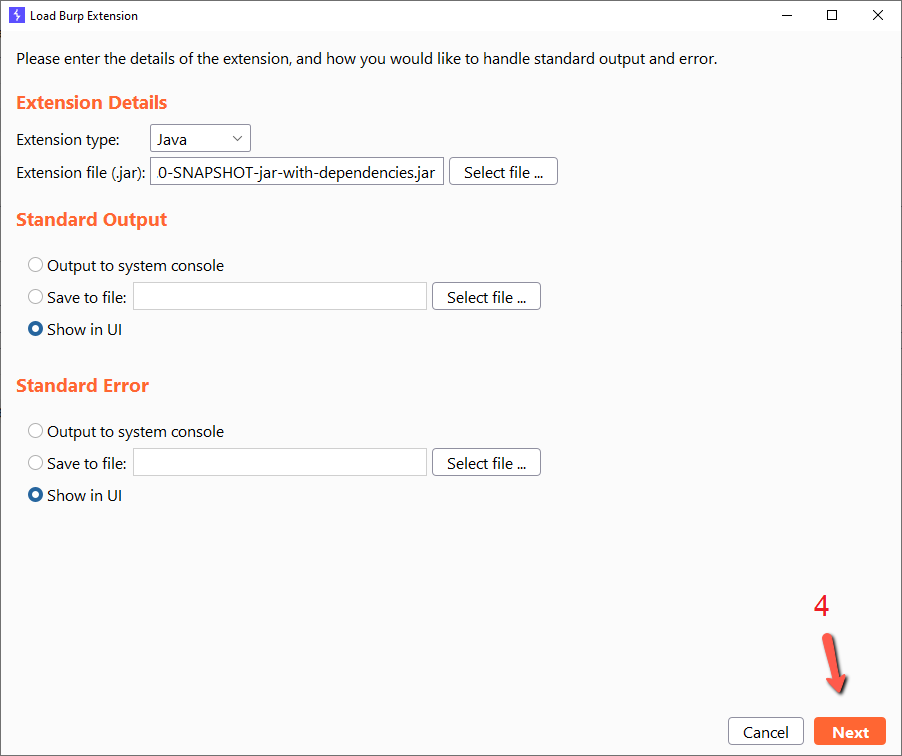 Load Burp Extension
Please enter the details of the extension, and how you would like to handle standard output and error.
Extension Details
Extension type: Java
Extension file (.jar): .0-SNAPSHOT-jar-with-dependencies.jar Select file ...
Standard Output
Output to system console
Save to file: Select file ...
Show in UI
Standard Error
Output to system console
Save to file: Select file ...
Show in UI
4
Cancel Next